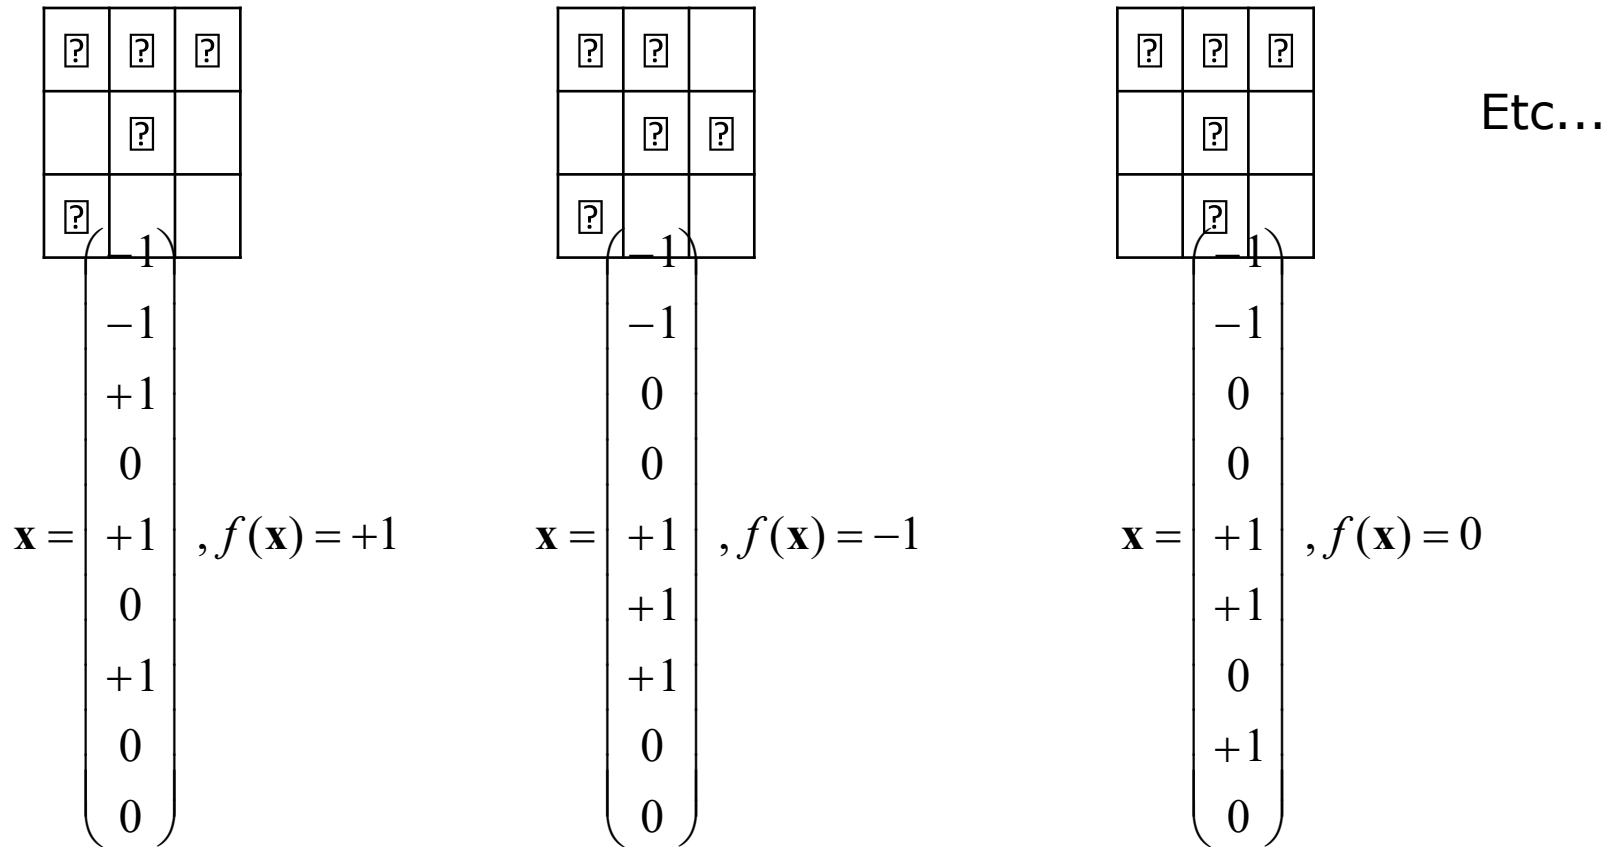 ⍰ ⍰ ⍰
⍰
⍰
⍰ ⍰
⍰ ⍰
⍰
⍰ ⍰ ⍰
⍰
⍰
Etc...
x = (−1 −1 +1 0 +1 0 +1 0 0) , f(x) = +1
x = (−1 −1 0 0 +1 +1 +1 0 0) , f(x) = −1
x = (−1 −1 0 0 +1 +1 0 +1 0) , f(x) = 0